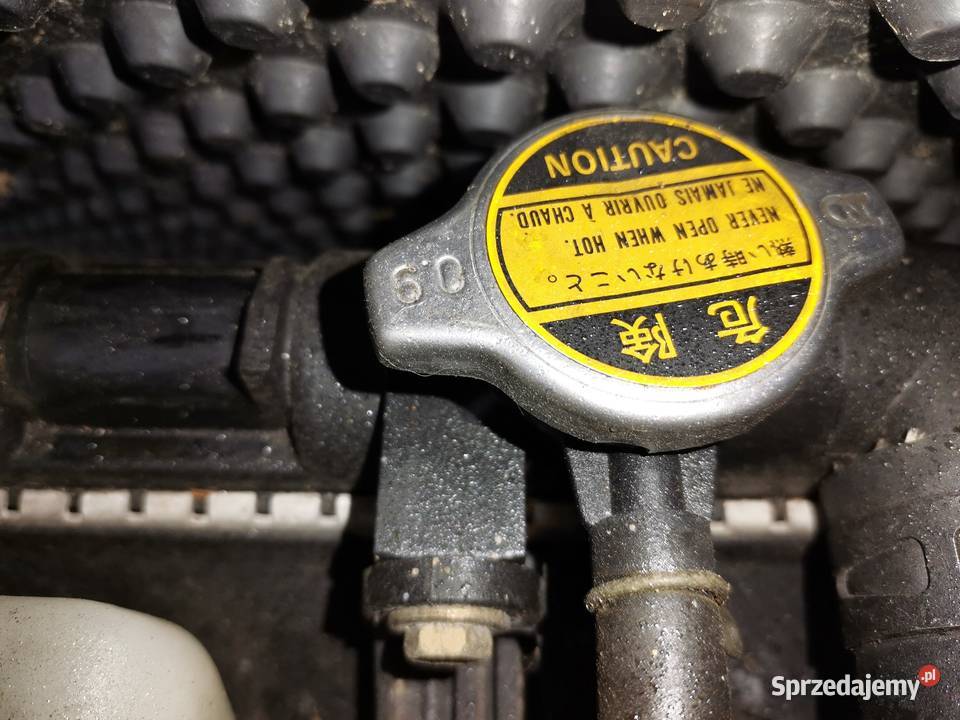 危険
熱い時あけないこと。
NEVER OPEN WHEN HOT.
NE JAMAIS OUVRIR À CHAUD.
CAUTION
0.9
Sprzedajemy.pl